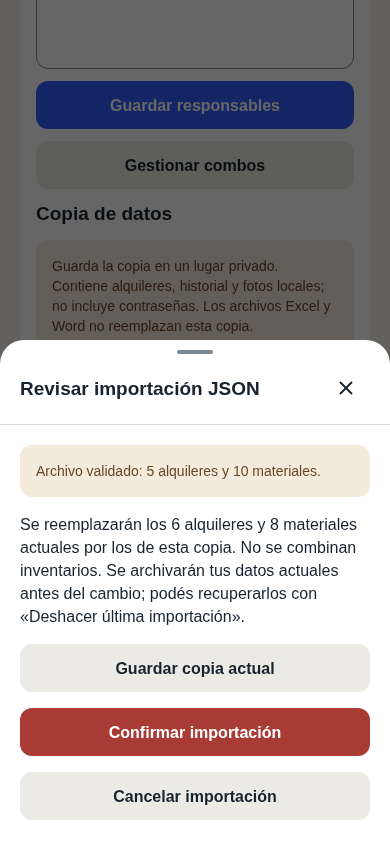 Guardar responsables
Gestionar combos
Copia de datos
Guarda la copia en un lugar privado.
Contiene alquileres, historial y fotos locales;
no incluye contraseñas. Los archivos Excel y
Word no reemplazan esta copia.
Revisar importación JSON
Archivo validado: 5 alquileres y 10 materiales.
Se reemplazarán los 6 alquileres y 8 materiales
actuales por los de esta copia. No se combinan
inventarios. Se archivarán tus datos actuales
antes del cambio; podés recuperarlos con
«Deshacer última importación».
Guardar copia actual
Confirmar importación
Cancelar importación